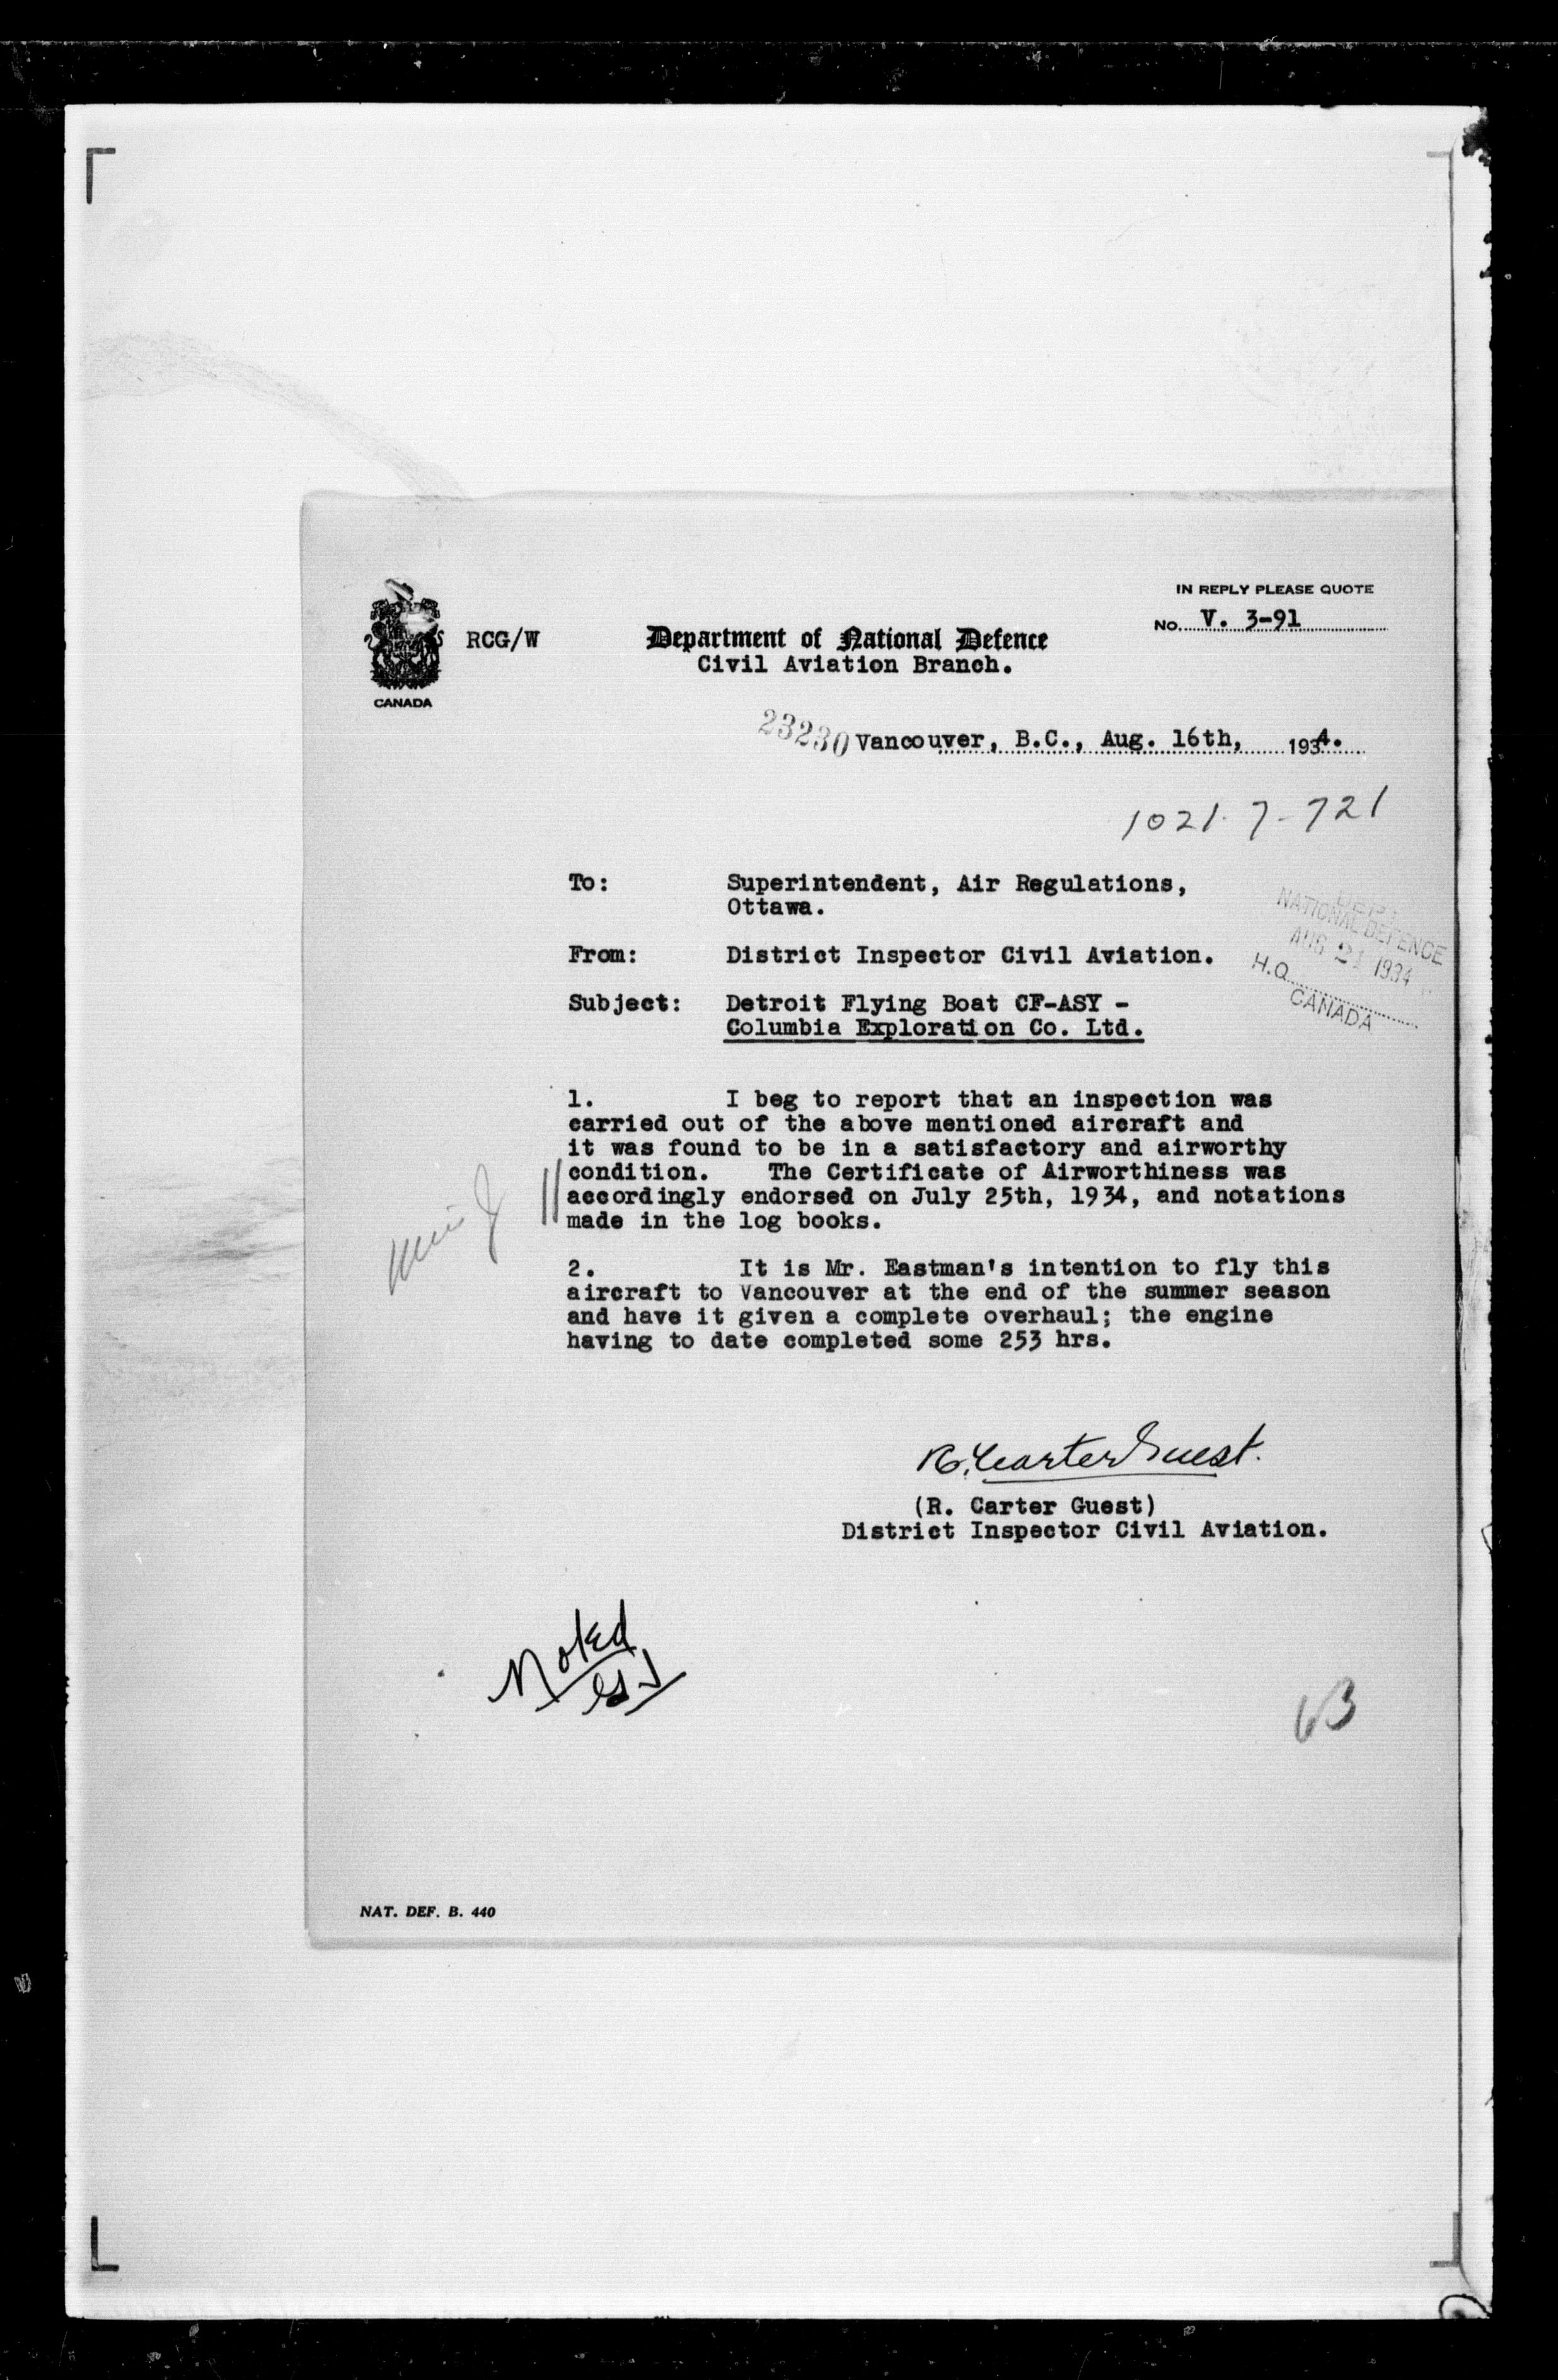 IN REPLY PLEASE QUOTE
No. V. 3-91
RCG/W
Department of National Defence
Civil Aviation Branch.
CANADA
23230 Vancouver, B.C., Aug. 16th, 1934.
1021-7-721
To: Superintendent, Air Regulations,
Ottawa.
DEPT.
NATIONAL DEFENCE
AUG 21 1934
H.Q.
CANADA
From: District Inspector Civil Aviation.
Subject: Detroit Flying Boat CF-ASY -
Columbia Exploration Co. Ltd.
1. I beg to report that an inspection was
carried out of the above mentioned aircraft and
it was found to be in a satisfactory and airworthy
condition. The Certificate of Airworthiness was
accordingly endorsed on July 25th, 1934, and notations
made in the log books.
2. It is Mr. Eastman's intention to fly this
aircraft to Vancouver at the end of the summer season
and have it given a complete overhaul; the engine
having to date completed some 253 hrs.
R. Carter Guest.
(R. Carter Guest)
District Inspector Civil Aviation.
Noted
63
NAT. DEF. B. 440